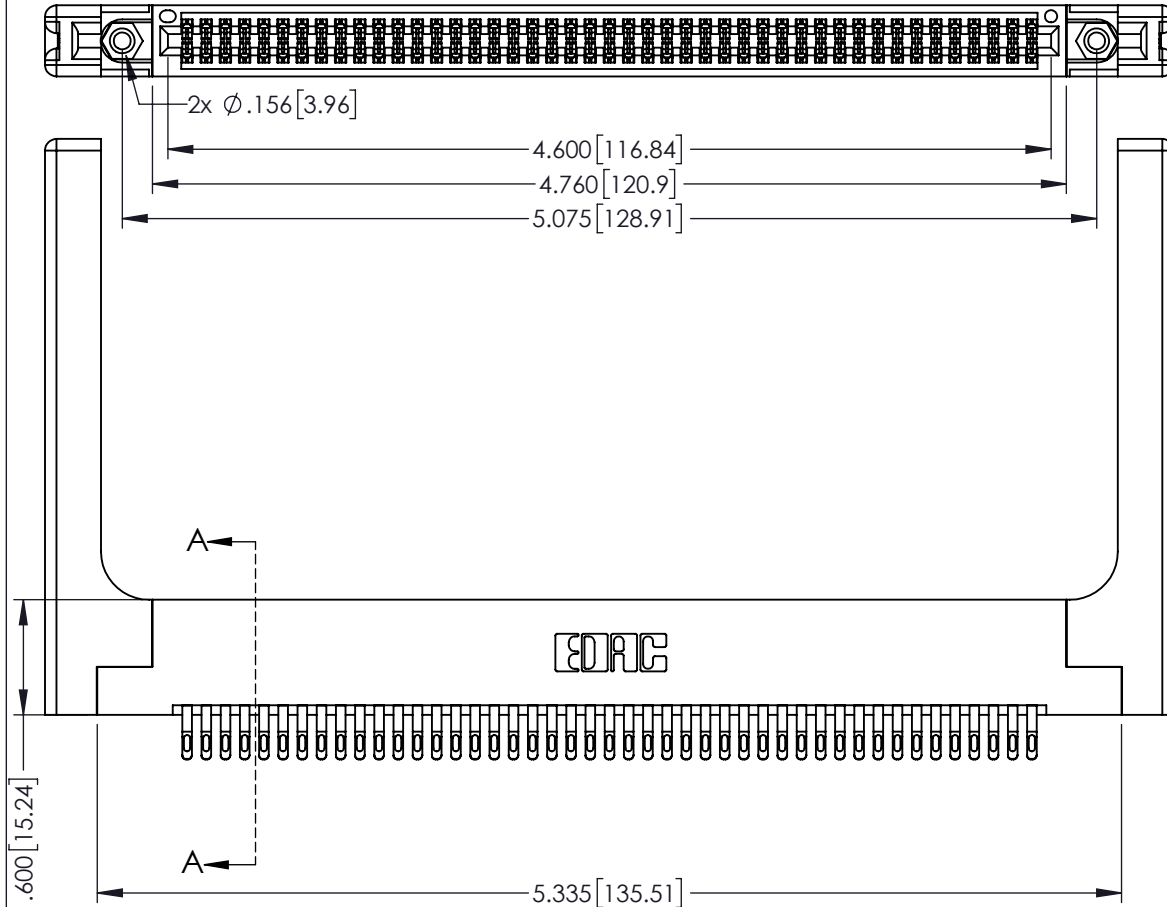 2x Ø.156[3.96]
4.600[116.84]
4.760[120.9]
5.075[128.91]
A
EDAC
A
.600[15.24]
5.335[135.51]